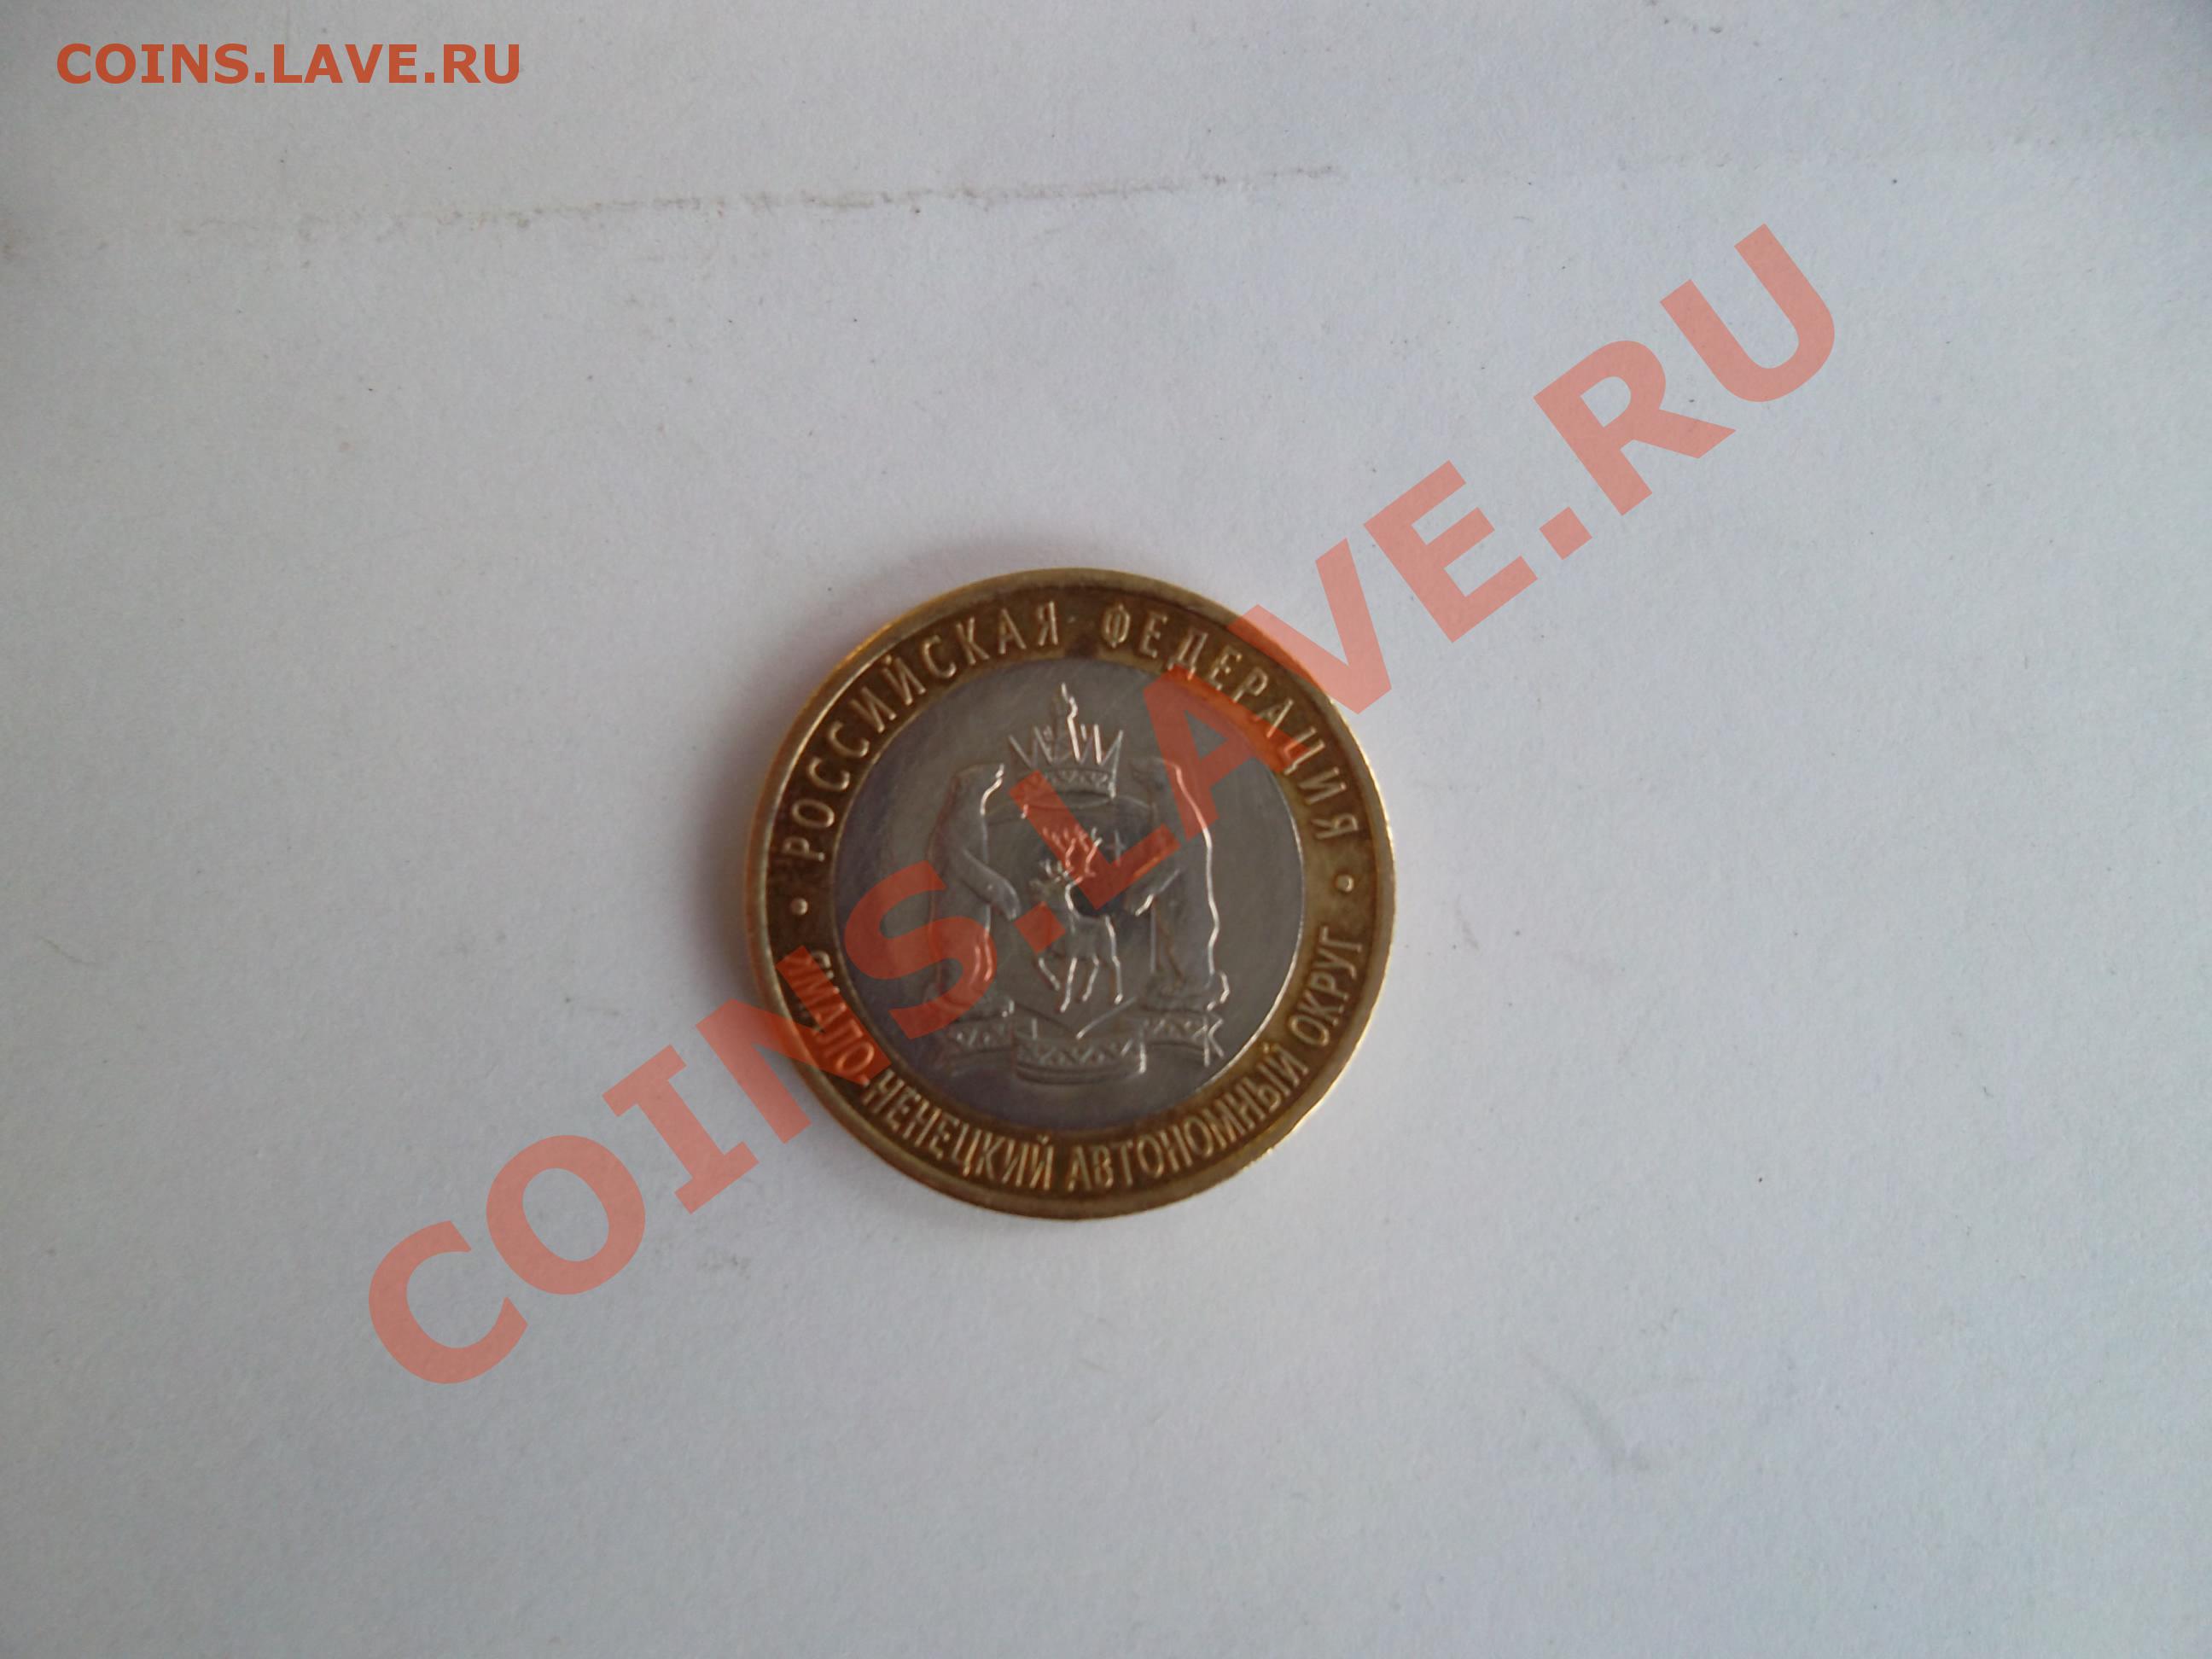 COINS.LAVE.RU
• РОССИЙСКАЯ ФЕДЕРАЦИЯ •
ЯМАЛО-НЕНЕЦКИЙ АВТОНОМНЫЙ ОКРУГ
COINS.LAVE.RU